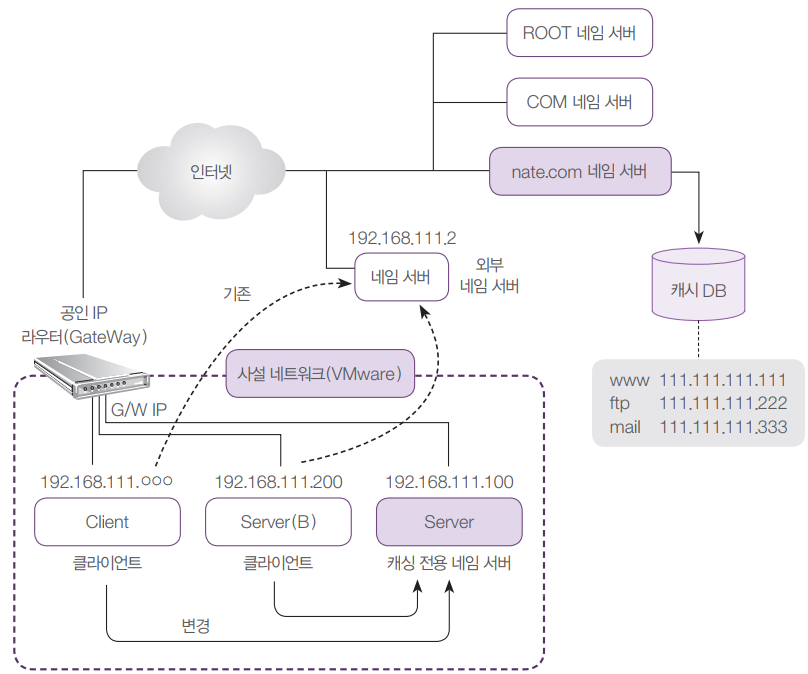 ROOT 네임 서버
COM 네임 서버
인터넷
nate.com 네임 서버
192.168.111.2
네임 서버
외부
네임 서버
캐시 DB
기존
공인 IP
라우터(GateWay)
사설 네트워크(VMware)
www 111.111.111.111
ftp 111.111.111.222
mail 111.111.111.333
G/W IP
192.168.111.○○○
192.168.111.200
192.168.111.100
Client
Server(B)
Server
클라이언트
클라이언트
캐싱 전용 네임 서버
변경